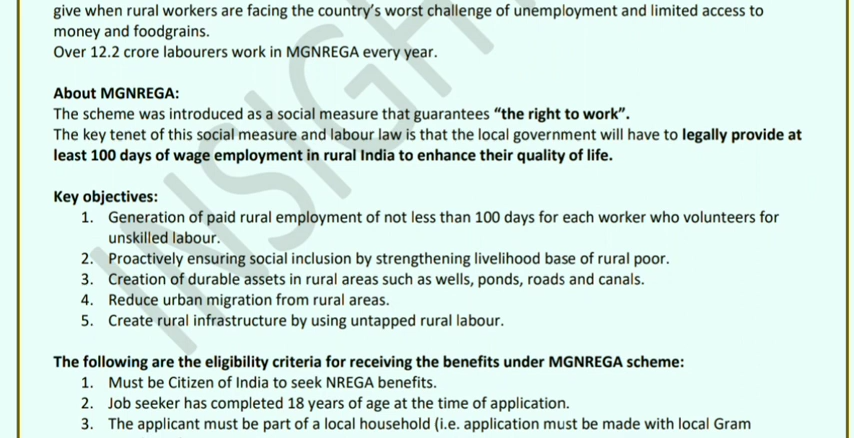 give when rural workers are facing the country's worst challenge of unemployment and limited access to
money and foodgrains.
Over 12.2 crore labourers work in MGNREGA every year.
About MGNREGA:
The scheme was introduced as a social measure that guarantees “the right to work”.
The key tenet of this social measure and labour law is that the local government will have to legally provide at
least 100 days of wage employment in rural India to enhance their quality of life.
Key objectives:
1. Generation of paid rural employment of not less than 100 days for each worker who volunteers for
unskilled labour.
2. Proactively ensuring social inclusion by strengthening livelihood base of rural poor.
3. Creation of durable assets in rural areas such as wells, ponds, roads and canals.
4. Reduce urban migration from rural areas.
5. Create rural infrastructure by using untapped rural labour.
The following are the eligibility criteria for receiving the benefits under MGNREGA scheme:
1. Must be Citizen of India to seek NREGA benefits.
2. Job seeker has completed 18 years of age at the time of application.
3. The applicant must be part of a local household (i.e. application must be made with local Gram
INSIGH